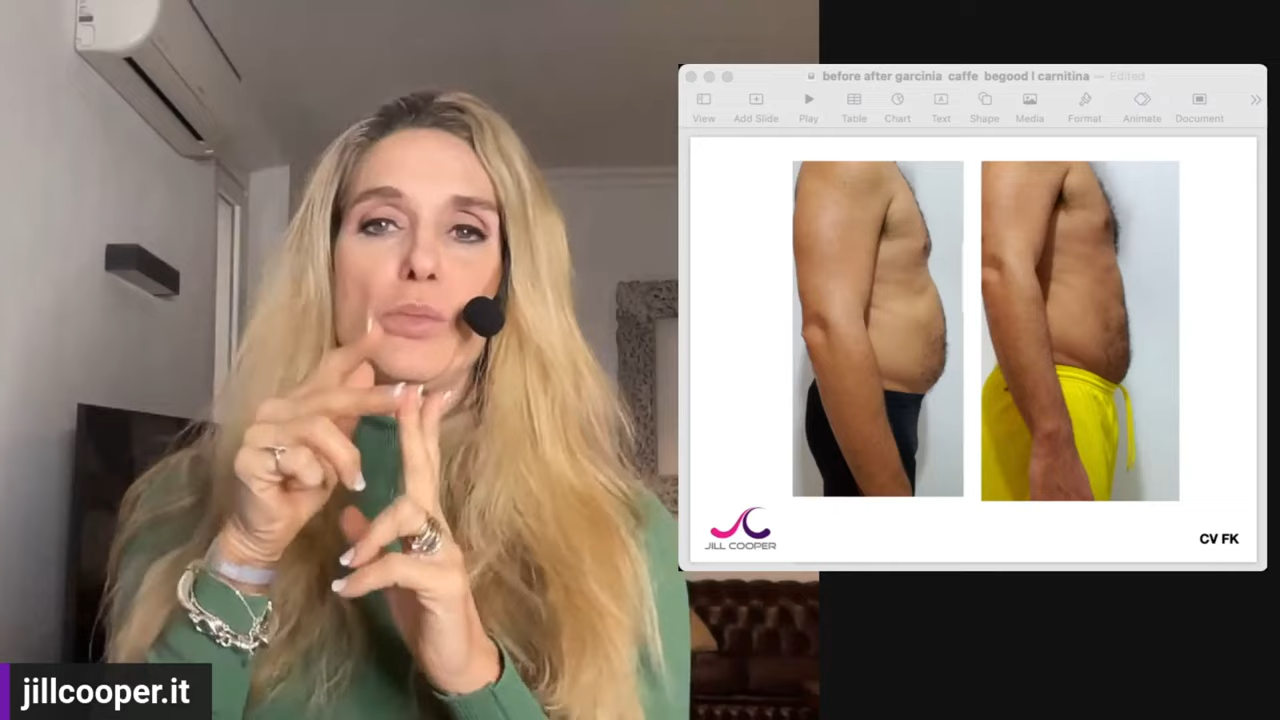 before after garcinia caffe begood l carnitina — Edited
View
Add Slide
Play
Table
Chart
Text
Shape
Media
Format
Animate
Document
JILL COOPER
CV FK
jillcooper.it